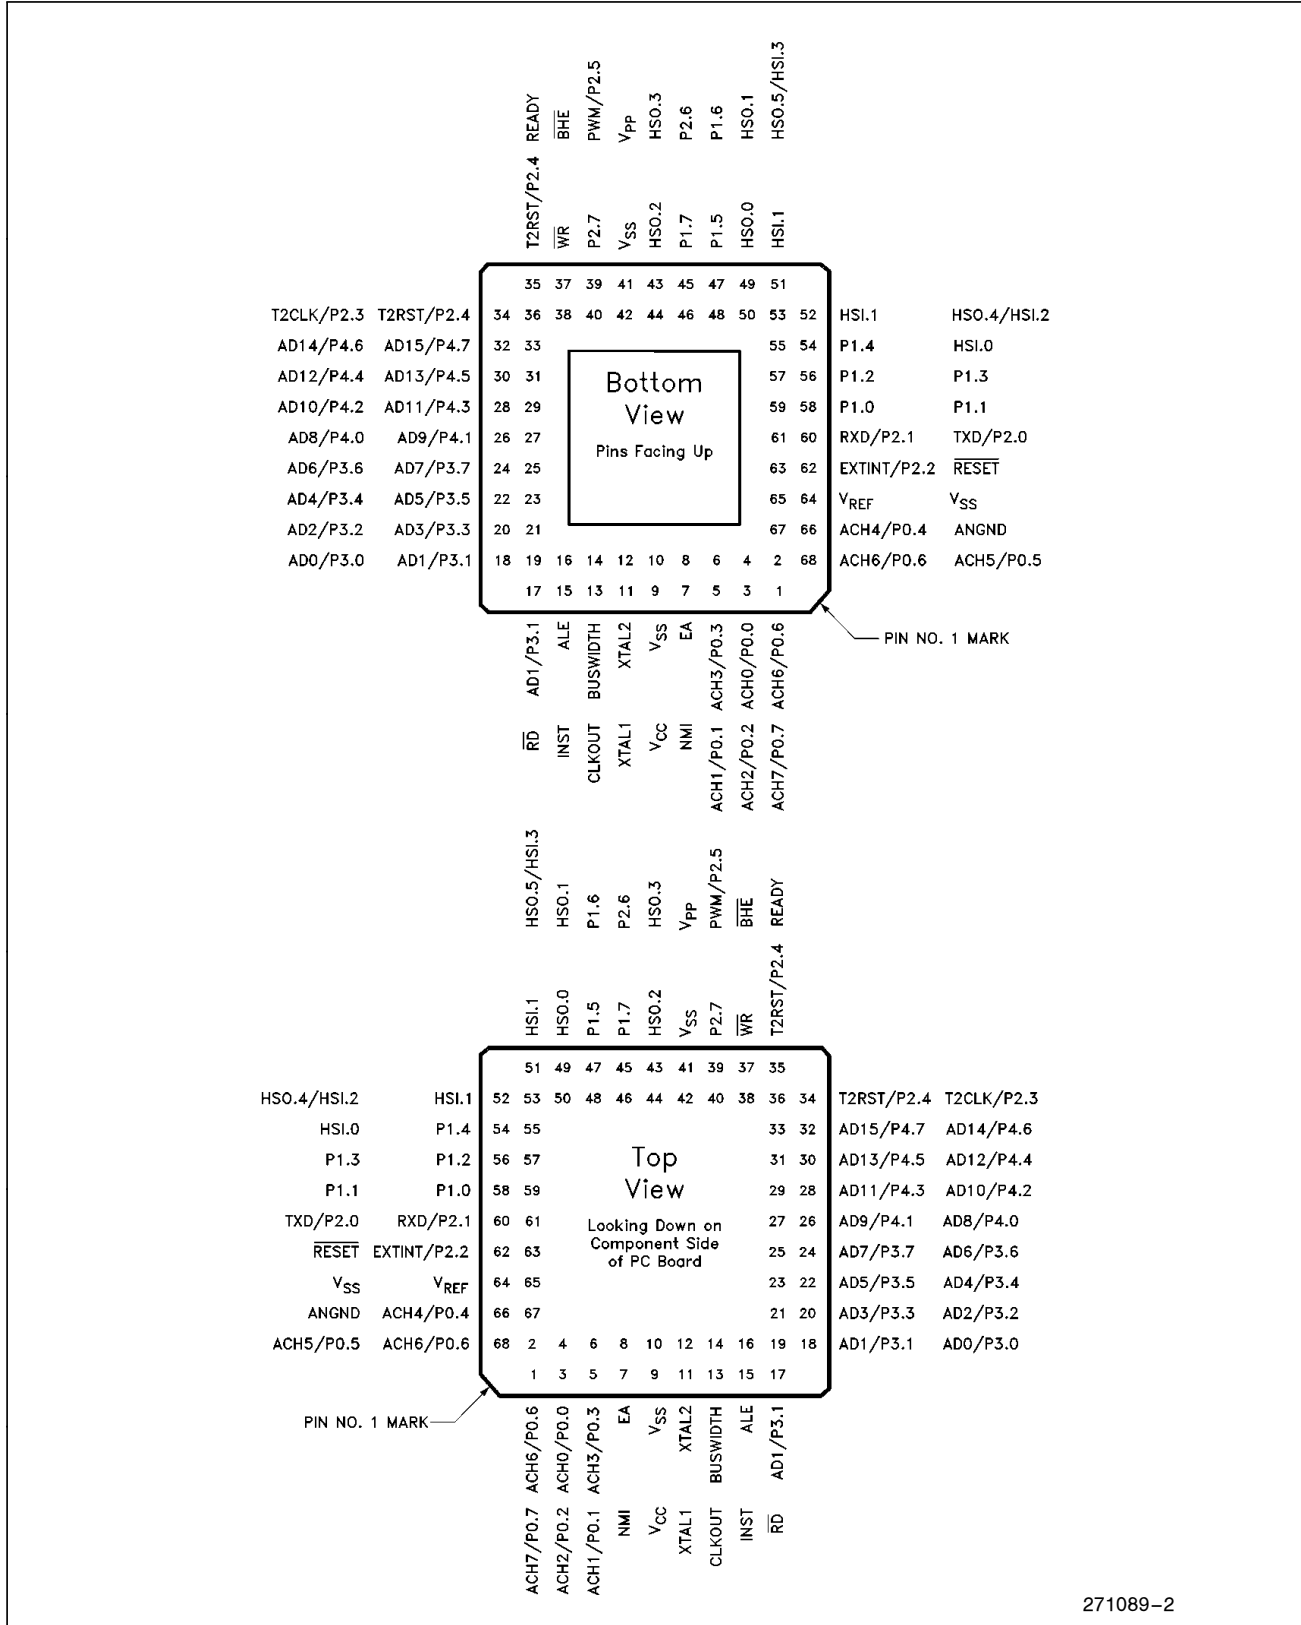 READY BHE PWM/P2.5 VPP HSO.3 P2.6 P1.6 HSO.1 HSO.5/HSI.3
T2RST/P2.4 WR P2.7 VSS HSO.2 P1.7 P1.5 HSO.0 HSI.1
35 37 39 41 43 45 47 49 51
T2CLK/P2.3 T2RST/P2.4 34 36 38 40 42 44 46 48 50 53 52 HSI.1 HSO.4/HSI.2
AD14/P4.6 AD15/P4.7 32 33 55 54 P1.4 HSI.0
AD12/P4.4 AD13/P4.5 30 31 Bottom 57 56 P1.2 P1.3
AD10/P4.2 AD11/P4.3 28 29 View 59 58 P1.0 P1.1
AD8/P4.0 AD9/P4.1 26 27 Pins Facing Up 61 60 RXD/P2.1 TXD/P2.0
AD6/P3.6 AD7/P3.7 24 25 63 62 EXTINT/P2.2 RESET
AD4/P3.4 AD5/P3.5 22 23 65 64 VREF VSS
AD2/P3.2 AD3/P3.3 20 21 67 66 ACH4/P0.4 ANGND
AD0/P3.0 AD1/P3.1 18 19 16 14 12 10 8 6 4 2 68 ACH6/P0.6 ACH5/P0.5
17 15 13 11 9 7 5 3 1
PIN NO. 1 MARK
AD1/P3.1 ALE BUSWIDTH XTAL2 VSS EA ACH3/P0.3 ACH0/P0.0 ACH6/P0.6
RD INST CLKOUT XTAL1 VCC NMI ACH1/P0.1 ACH2/P0.2 ACH7/P0.7
HSO.5/HSI.3 HSO.1 P1.6 P2.6 HSO.3 VPP PWM/P2.5 BHE READY
HSI.1 HSO.0 P1.5 P1.7 HSO.2 VSS P2.7 WR T2RST/P2.4
51 49 47 45 43 41 39 37 35
HSO.4/HSI.2 HSI.1 52 53 50 48 46 44 42 40 38 36 34 T2RST/P2.4 T2CLK/P2.3
HSI.0 P1.4 54 55 33 32 AD15/P4.7 AD14/P4.6
P1.3 P1.2 56 57 Top 31 30 AD13/P4.5 AD12/P4.4
P1.1 P1.0 58 59 View 29 28 AD11/P4.3 AD10/P4.2
TXD/P2.0 RXD/P2.1 60 61 Looking Down on 27 26 AD9/P4.1 AD8/P4.0
RESET EXTINT/P2.2 62 63 Component Side of PC Board 25 24 AD7/P3.7 AD6/P3.6
VSS VREF 64 65 23 22 AD5/P3.5 AD4/P3.4
ANGND ACH4/P0.4 66 67 21 20 AD3/P3.3 AD2/P3.2
ACH5/P0.5 ACH6/P0.6 68 2 4 6 8 10 12 14 16 19 18 AD1/P3.1 AD0/P3.0
1 3 5 7 9 11 13 15 17
PIN NO. 1 MARK
ACH6/P0.6 ACH0/P0.0 ACH3/P0.3 EA VSS XTAL2 BUSWIDTH ALE AD1/P3.1
ACH7/P0.7 ACH2/P0.2 ACH1/P0.1 NMI VCC XTAL1 CLKOUT INST RD
271089–2